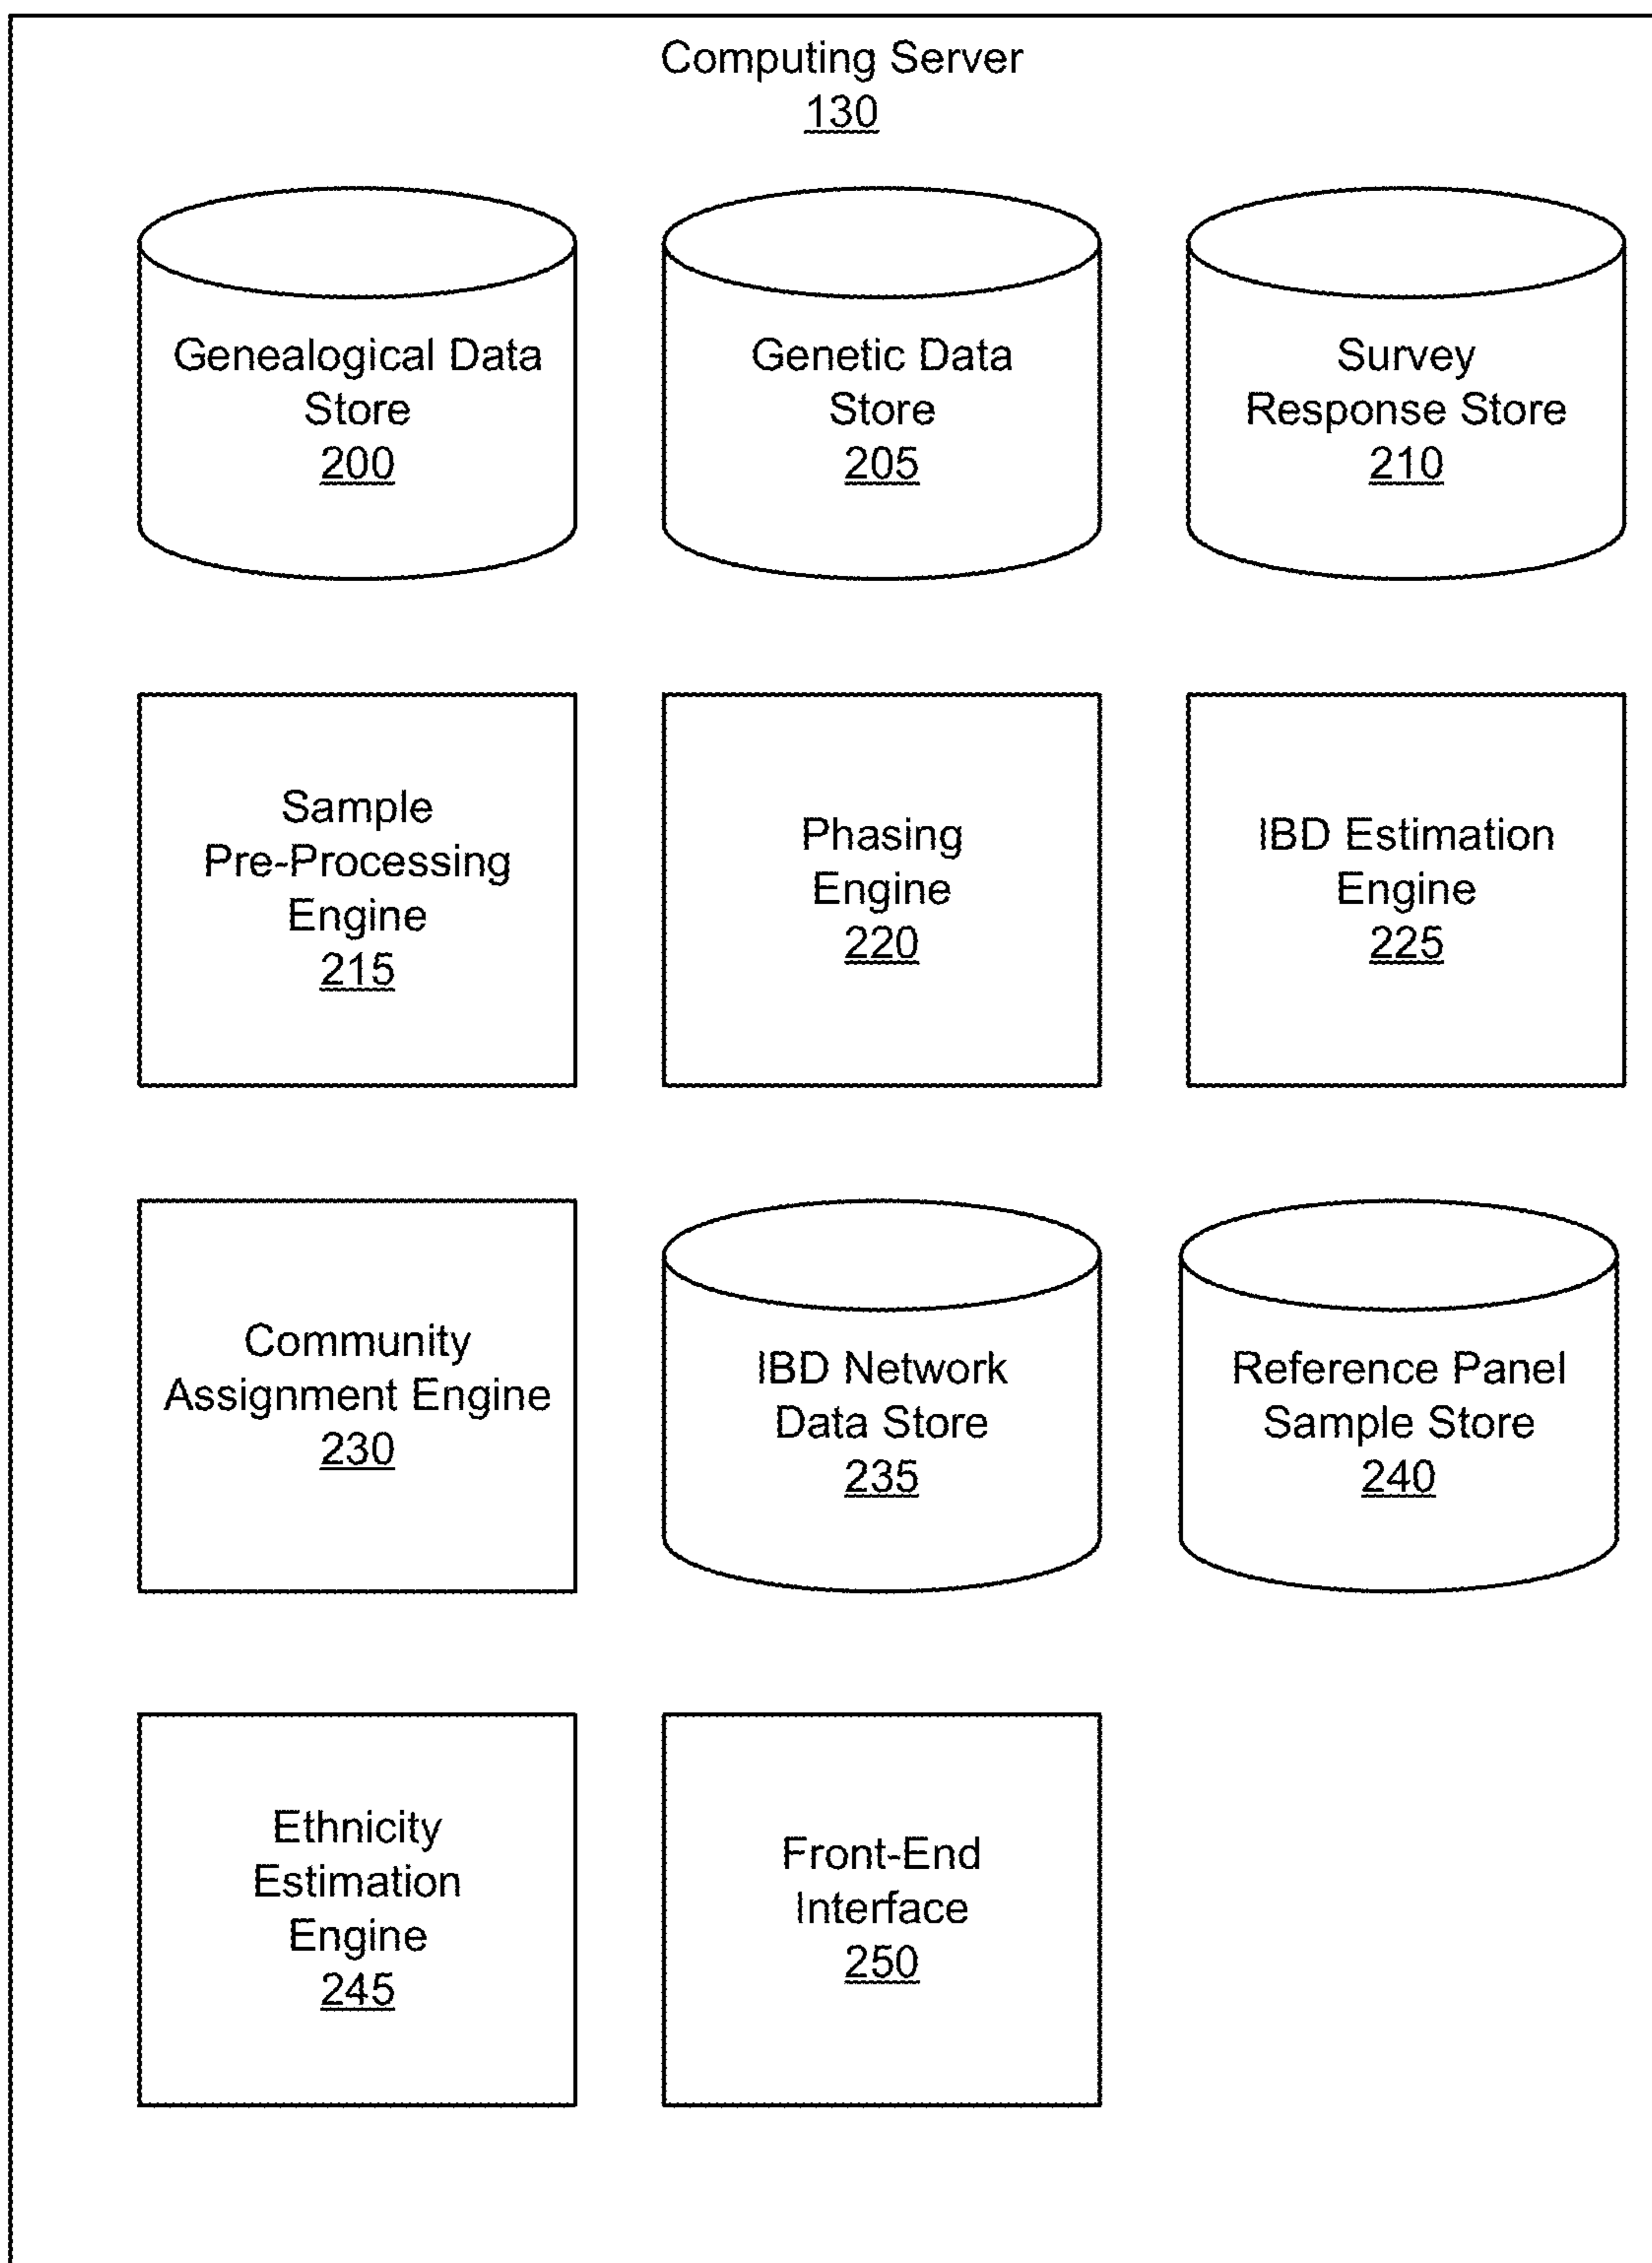 Computing Server
130
Genealogical Data
Store
200
Genetic Data
Store
205
Survey
Response Store
210
Sample
Pre-Processing
Engine
215
Phasing
Engine
220
IBD Estimation
Engine
225
Community
Assignment Engine
230
IBD Network
Data Store
235
Reference Panel
Sample Store
240
Ethnicity
Estimation
Engine
245
Front-End
Interface
250